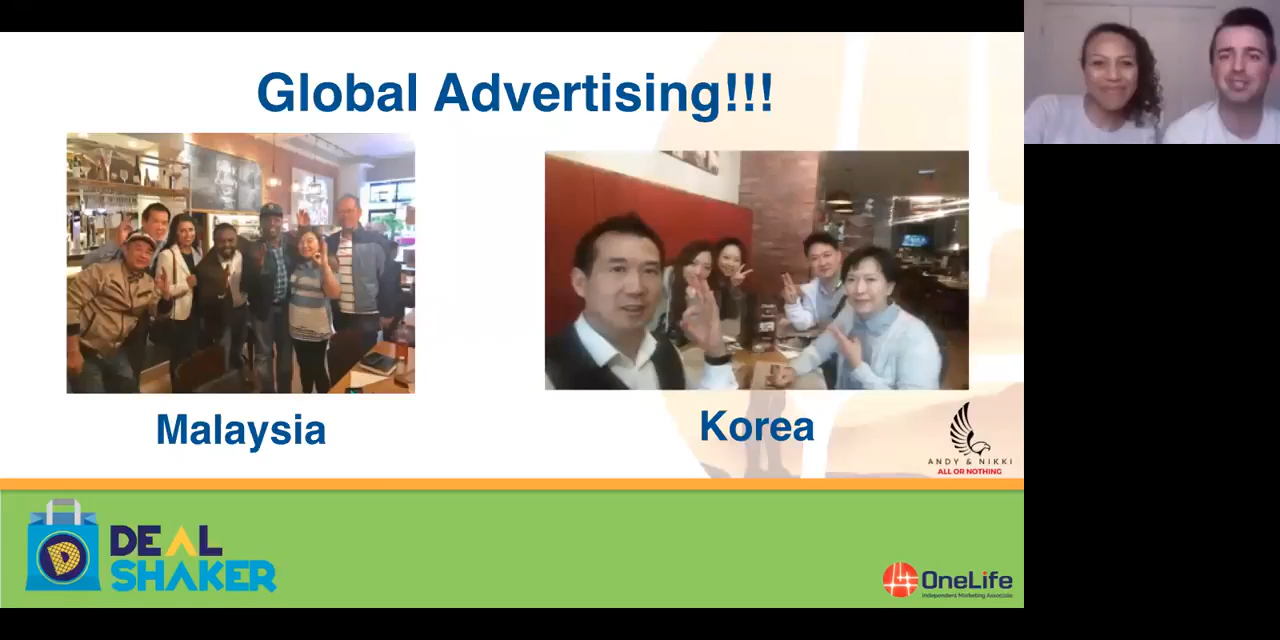 Global Advertising!!!
Malaysia
Korea
ANDY & NIKKI
ALL OR NOTHING
DEAL
SHAKER
OneLife
Independent Marketing Associate